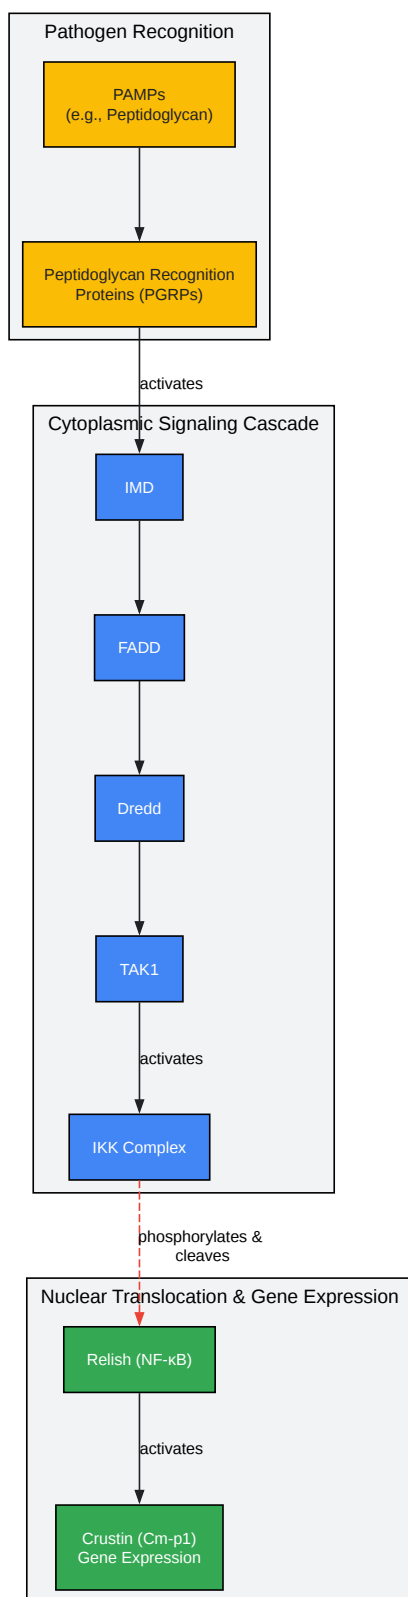 Pathogen Recognition
PAMPs
(e.g., Peptidoglycan)
Peptidoglycan Recognition
Proteins (PGRPs)
activates
Cytoplasmic Signaling Cascade
IMD
FADD
Dredd
TAK1
activates
IKK Complex
phosphorylates &
cleaves
Nuclear Translocation & Gene Expression
Relish (NF-κB)
activates
Crustin (Cm-p1)
Gene Expression